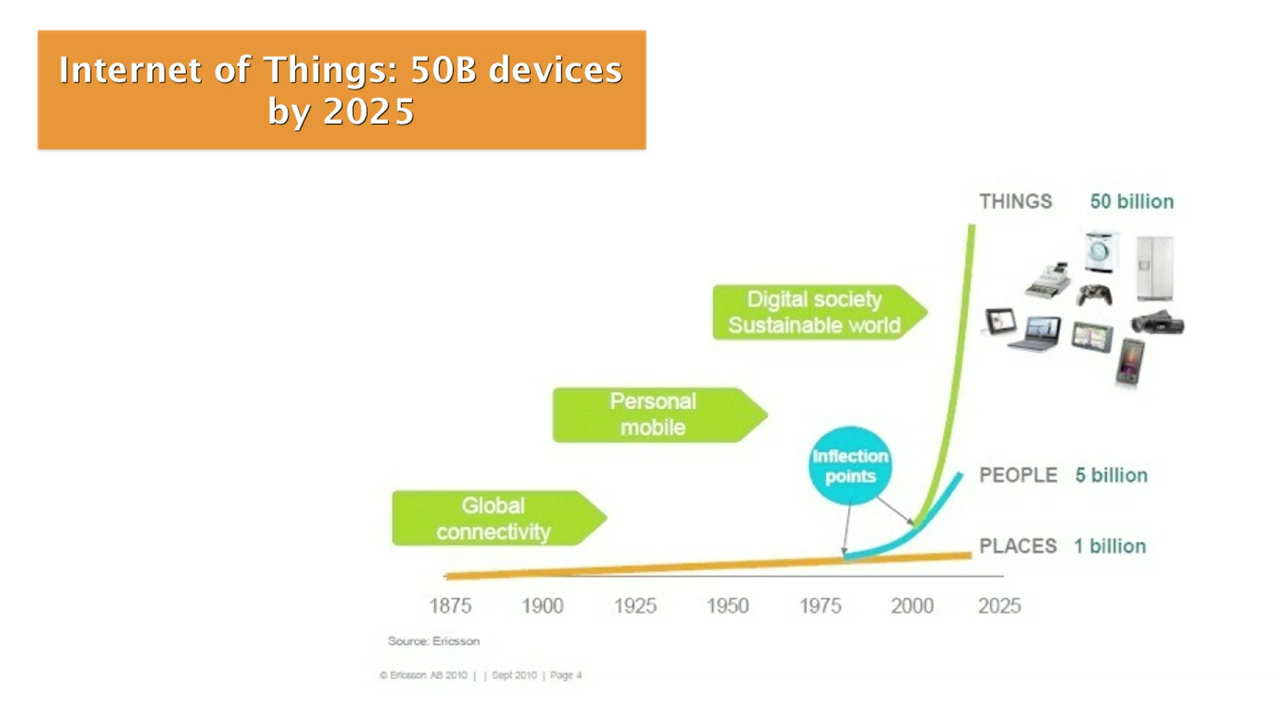 Internet of Things: 50B devices
by 2025
THINGS 50 billion
Digital society
Sustainable world
Personal
mobile
Inflection
points
PEOPLE 5 billion
Global
connectivity
PLACES 1 billion
1875 1900 1925 1950 1975 2000 2025
Source: Ericsson
© Ericsson AB 2010 | | Sept 2010 | Page 4